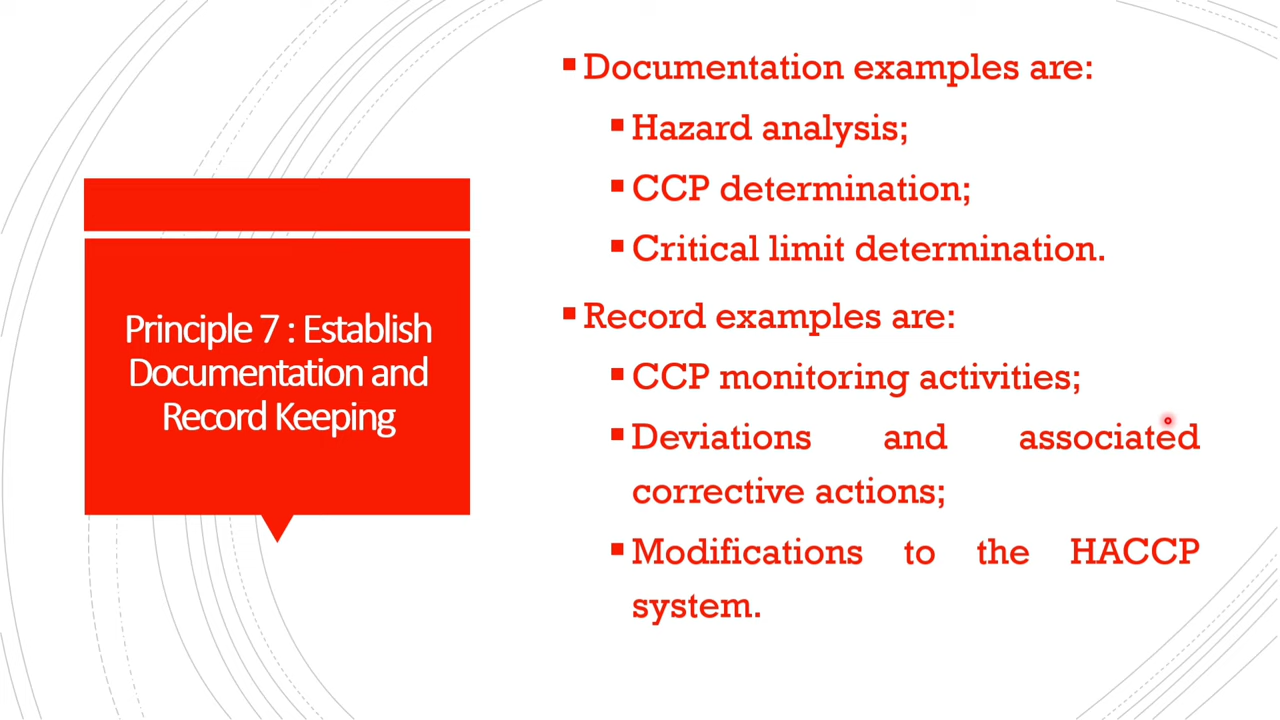 Principle 7 : Establish
Documentation and
Record Keeping
Documentation examples are:
Hazard analysis;
CCP determination;
Critical limit determination.
Record examples are:
CCP monitoring activities;
Deviations and associated
corrective actions;
Modifications to the HACCP
system.